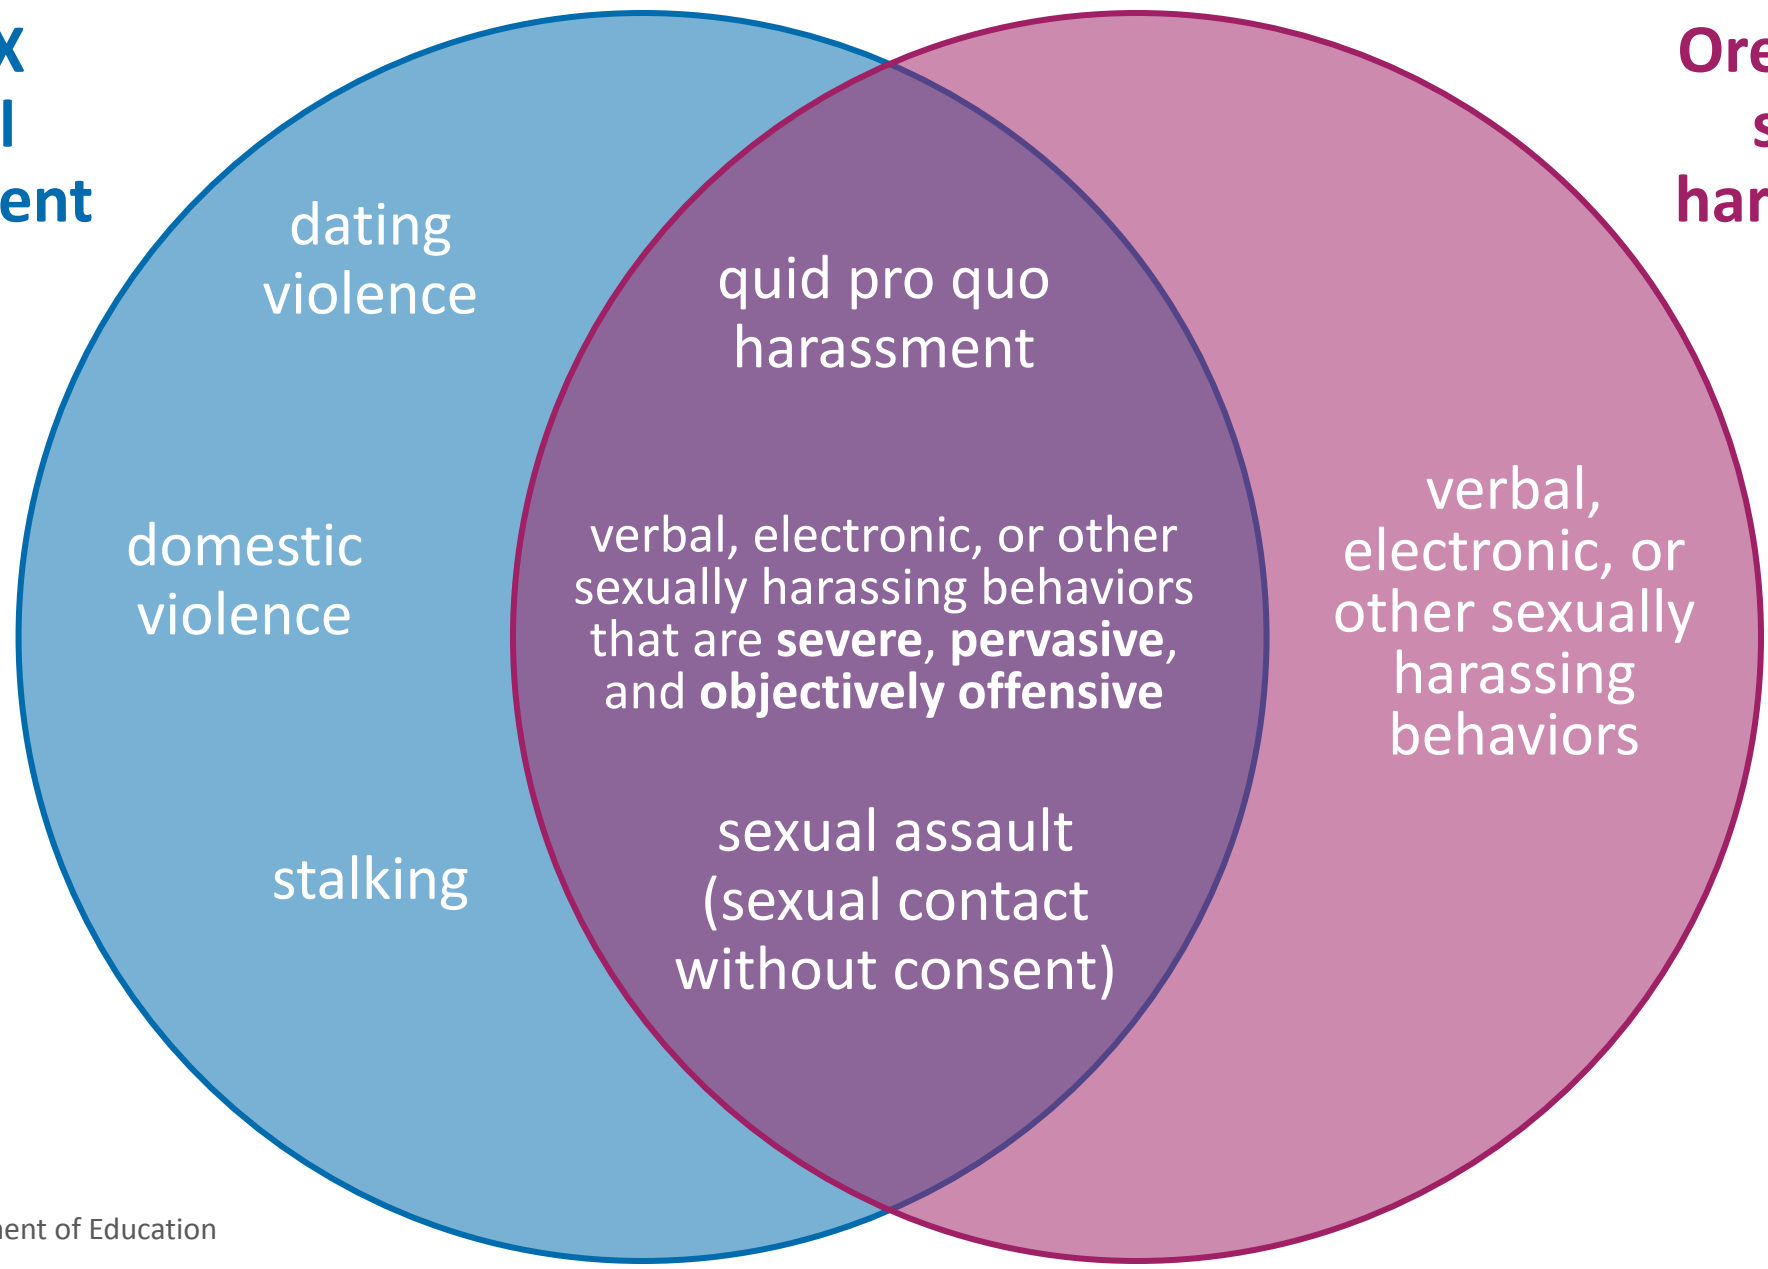 X
l
ent
Ore
s
har
dating
violence
quid pro quo
harassment
domestic
violence
verbal, electronic, or other
sexually harassing behaviors
that are severe, pervasive,
and objectively offensive
verbal,
electronic, or
other sexually
harassing
behaviors
stalking
sexual assault
(sexual contact
without consent)
ent of Education